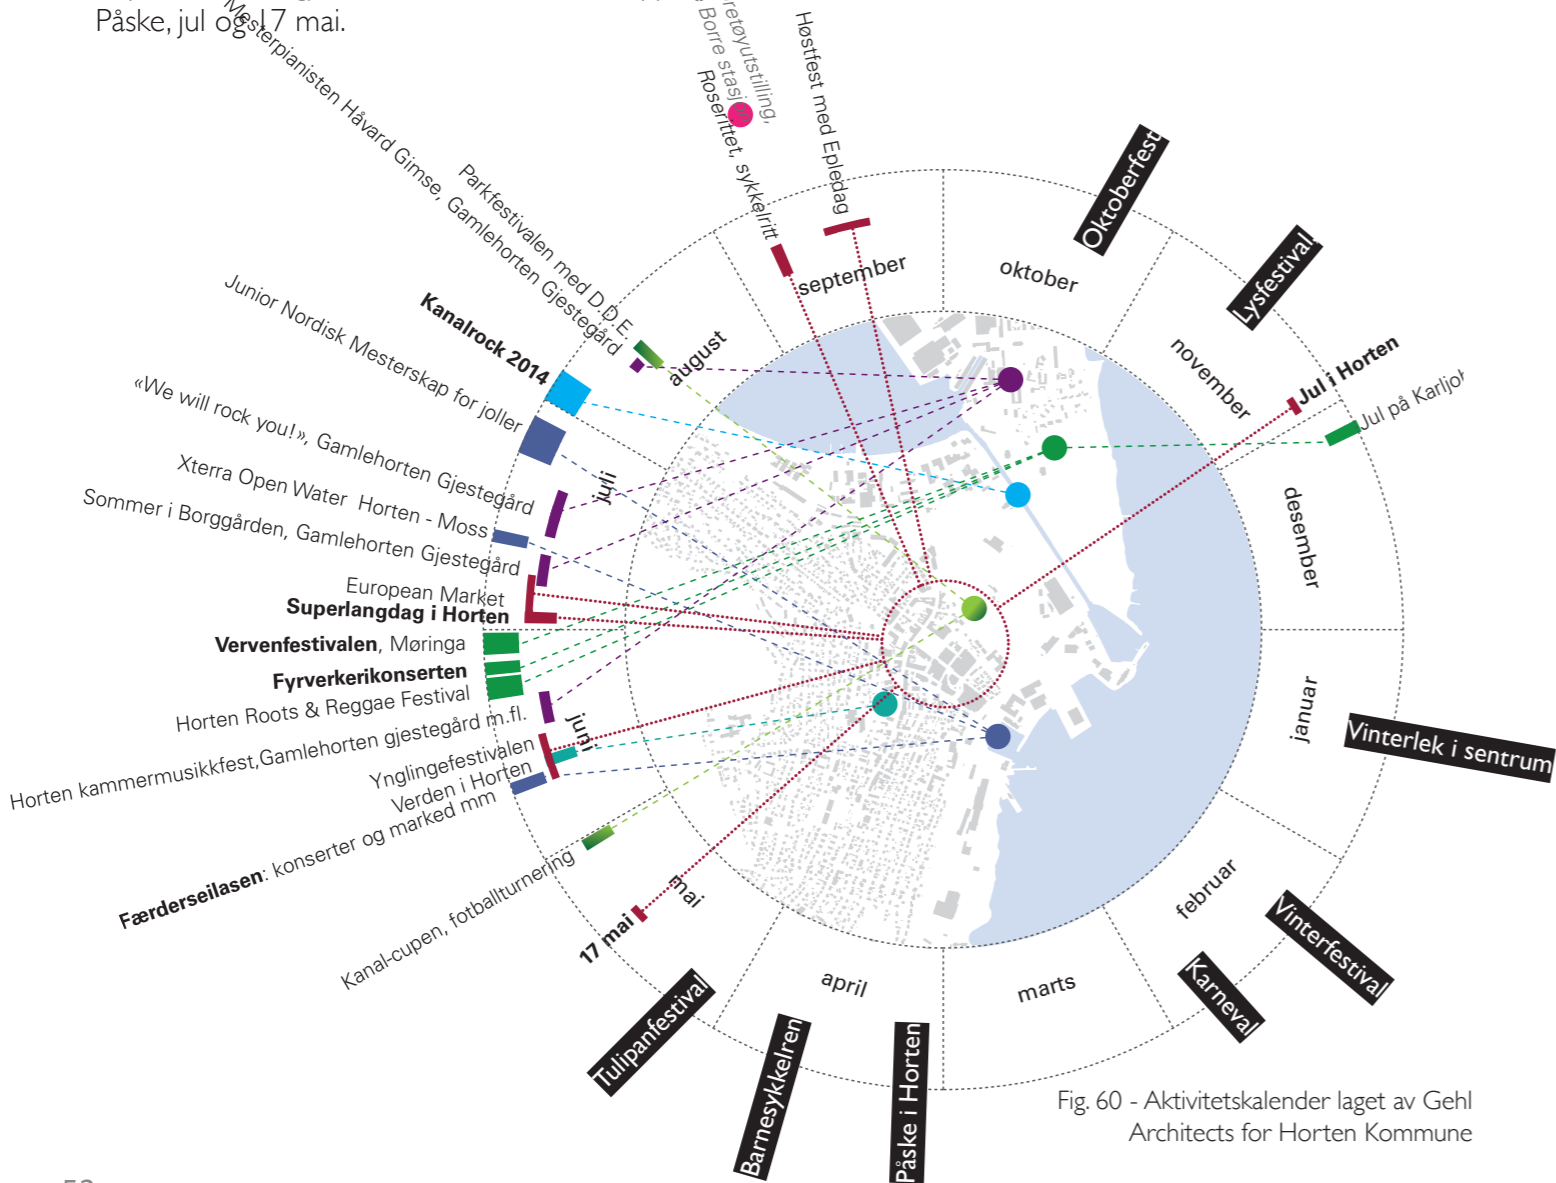 Påske, jul og 17 mai.
Mesterpianisten Håvard Gimse, Gamlehorten Gjestegård
Parkfestivalen med D.D.E.
Borre stasjon
Roserittet, sykkelritt
Høstfest med Epledag
Kanalrock 2014
Junior Nordisk Mesterskap for joller
«We will rock you!», Gamlehorten Gjestegård
Xterra Open Water Horten - Moss
Sommer i Borggården, Gamlehorten Gjestegård
European Market
Superlangdag i Horten
Vervenfestivalen, Møringa
Fyrverkerikonserten
Horten Roots & Reggae Festival
Horten kammermusikkfest,Gamlehorten gjestegård m.fl.
Ynglingefestivalen
Verden i Horten
Færderseilasen: konserter og marked mm
Kanal-cupen, fotballturnering
17 mai
Tulipanfestival
Barnesykkelren
Påske i Horten
Karneval
Vinterfestival
Vinterlek i sentrum
Jul på Karljoh
Jul i Horten
Lysfestival
Oktoberfest
januar
februar
marts
april
mai
juni
juli
august
september
oktober
november
desember
Fig. 60 - Aktivitetskalender laget av Gehl
Architects for Horten Kommune